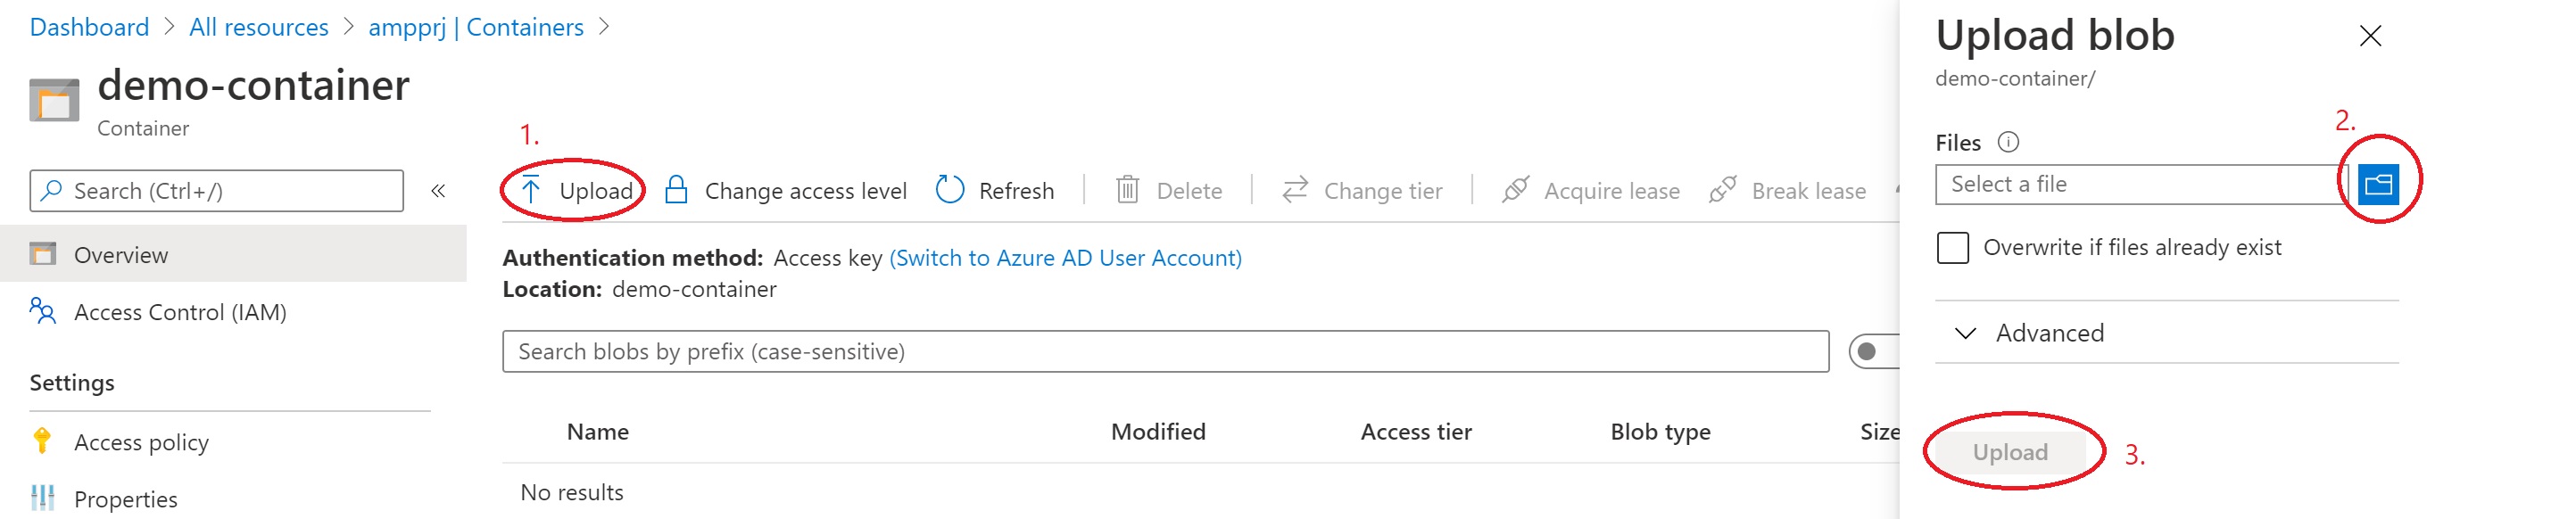 Dashboard > All resources > ampprj | Containers >
demo-container
Container
Search (Ctrl+/)
«
Overview
Access Control (IAM)
Settings
Access policy
Properties
1.
Upload Change access level Refresh Delete Change tier Acquire lease Break lease
Authentication method: Access key (Switch to Azure AD User Account)
Location: demo-container
Search blobs by prefix (case-sensitive)
Name Modified Access tier Blob type Size
No results
Upload blob
demo-container/
2.
Files
Select a file
Overwrite if files already exist
Advanced
Upload 3.